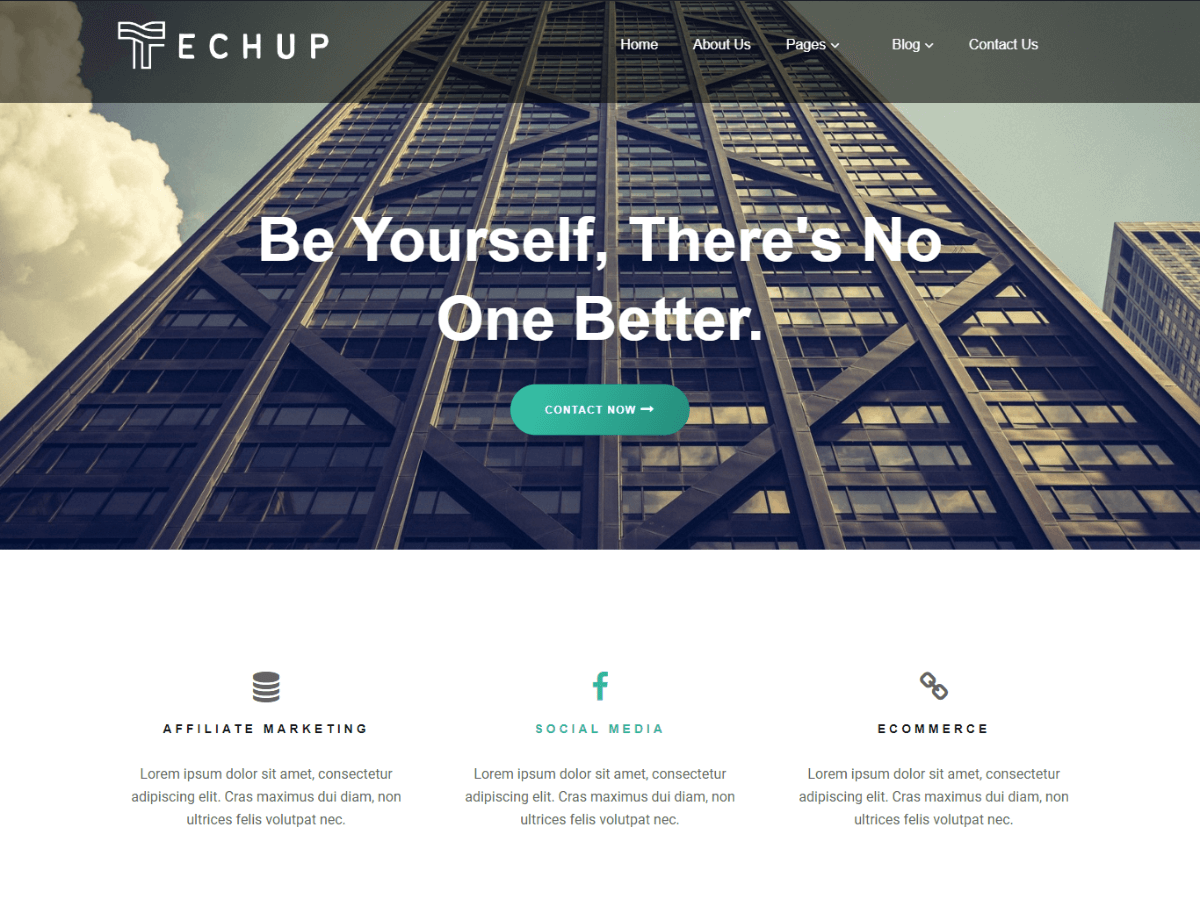 TECHUP
Home About Us Pages Blog Contact Us
Be Yourself, There's No
One Better.
CONTACT NOW
AFFILIATE MARKETING
Lorem ipsum dolor sit amet, consectetur
adipiscing elit. Cras maximus dui diam, non
ultrices felis volutpat nec.
SOCIAL MEDIA
Lorem ipsum dolor sit amet, consectetur
adipiscing elit. Cras maximus dui diam, non
ultrices felis volutpat nec.
ECOMMERCE
Lorem ipsum dolor sit amet, consectetur
adipiscing elit. Cras maximus dui diam, non
ultrices felis volutpat nec.